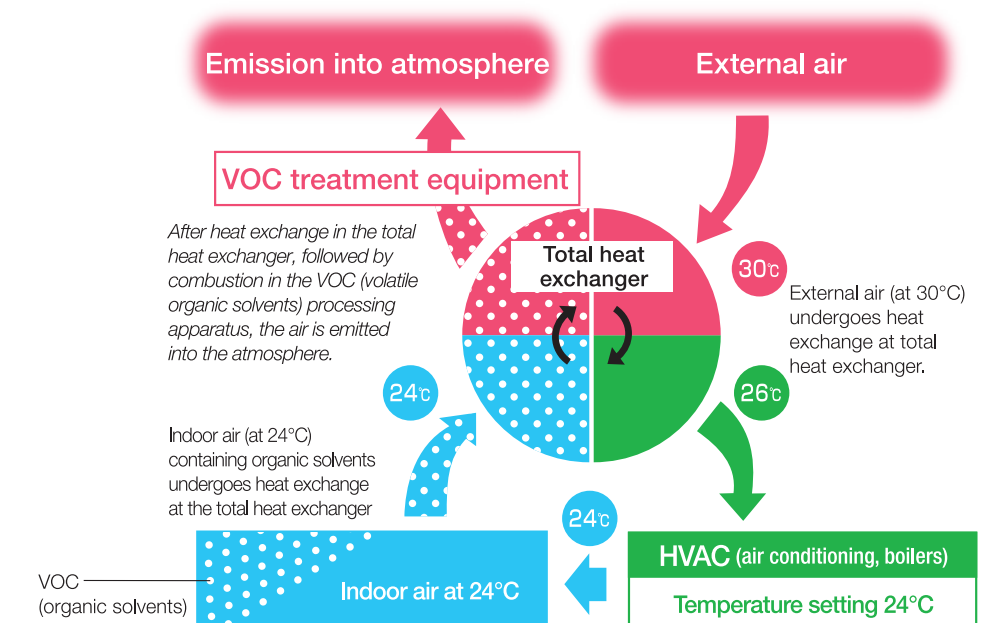 Emission into atmosphere
External air
VOC treatment equipment
After heat exchange in the total
heat exchanger, followed by
combustion in the VOC (volatile
organic solvents) processing
apparatus, the air is emitted
into the atmosphere.
Total heat
exchanger
30℃
External air (at 30°C)
undergoes heat
exchange at total
heat exchanger.
24℃
26℃
Indoor air (at 24°C)
containing organic solvents
undergoes heat exchange
at the total heat exchanger
24℃
HVAC (air conditioning, boilers)
Temperature setting 24°C
Indoor air at 24°C
VOC
(organic solvents)